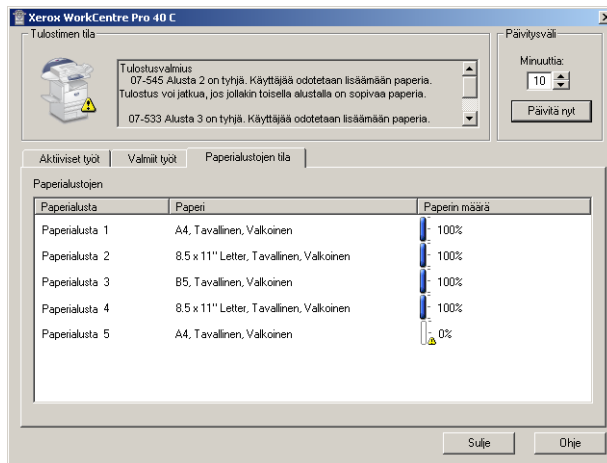 Xerox WorkCentre Pro 40 C
Tulostimen tila
Tulostusvalmius
07-545 Alusta 2 on tyhjä. Käyttäjää odotetaan lisäämään paperia.
Tulostus voi jatkua, jos jollakin toisella alustalla on sopivaa paperia.
07-533 Alusta 3 on tyhjä. Käyttäjää odotetaan lisäämään paperia.
Päivitysväli
Minuuttia:
10
Päivitä nyt
Aktiiviset työt Valmiit työt Paperialustojen tila
Paperialustojen
Paperialusta Paperi Paperin määrä
Paperialusta 1 A4, Tavallinen, Valkoinen 100%
Paperialusta 2 8.5 x 11" Letter, Tavallinen, Valkoinen 100%
Paperialusta 3 B5, Tavallinen, Valkoinen 100%
Paperialusta 4 8.5 x 11" Letter, Tavallinen, Valkoinen 100%
Paperialusta 5 A4, Tavallinen, Valkoinen 0%
Sulje Ohje